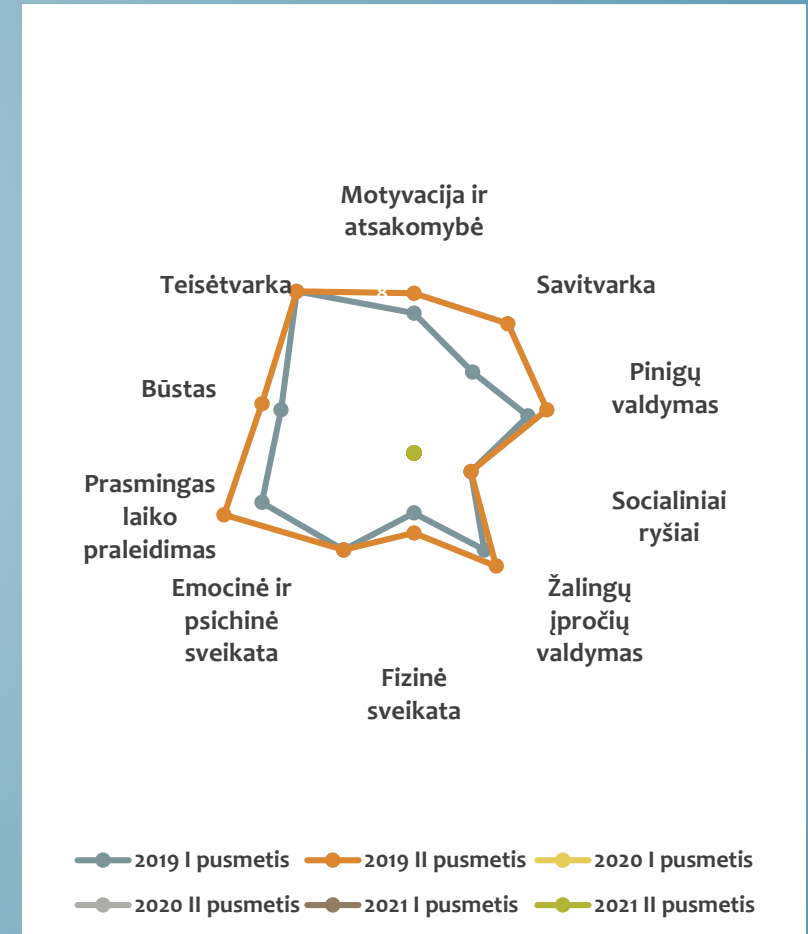 Motyvacija ir
atsakomybė
Teisėtvarka
8
Savitvarka
Būstas
Pinigų
valdymas
Prasmingas
laiko
praleidimas
Socialiniai
ryšiai
Emocinė ir
psichinė
sveikata
Žalingų
įpročių
valdymas
Fizinė
sveikata
2019 I pusmetis
2019 II pusmetis
2020 I pusmetis
2020 II pusmetis
2021 I pusmetis
2021 II pusmetis